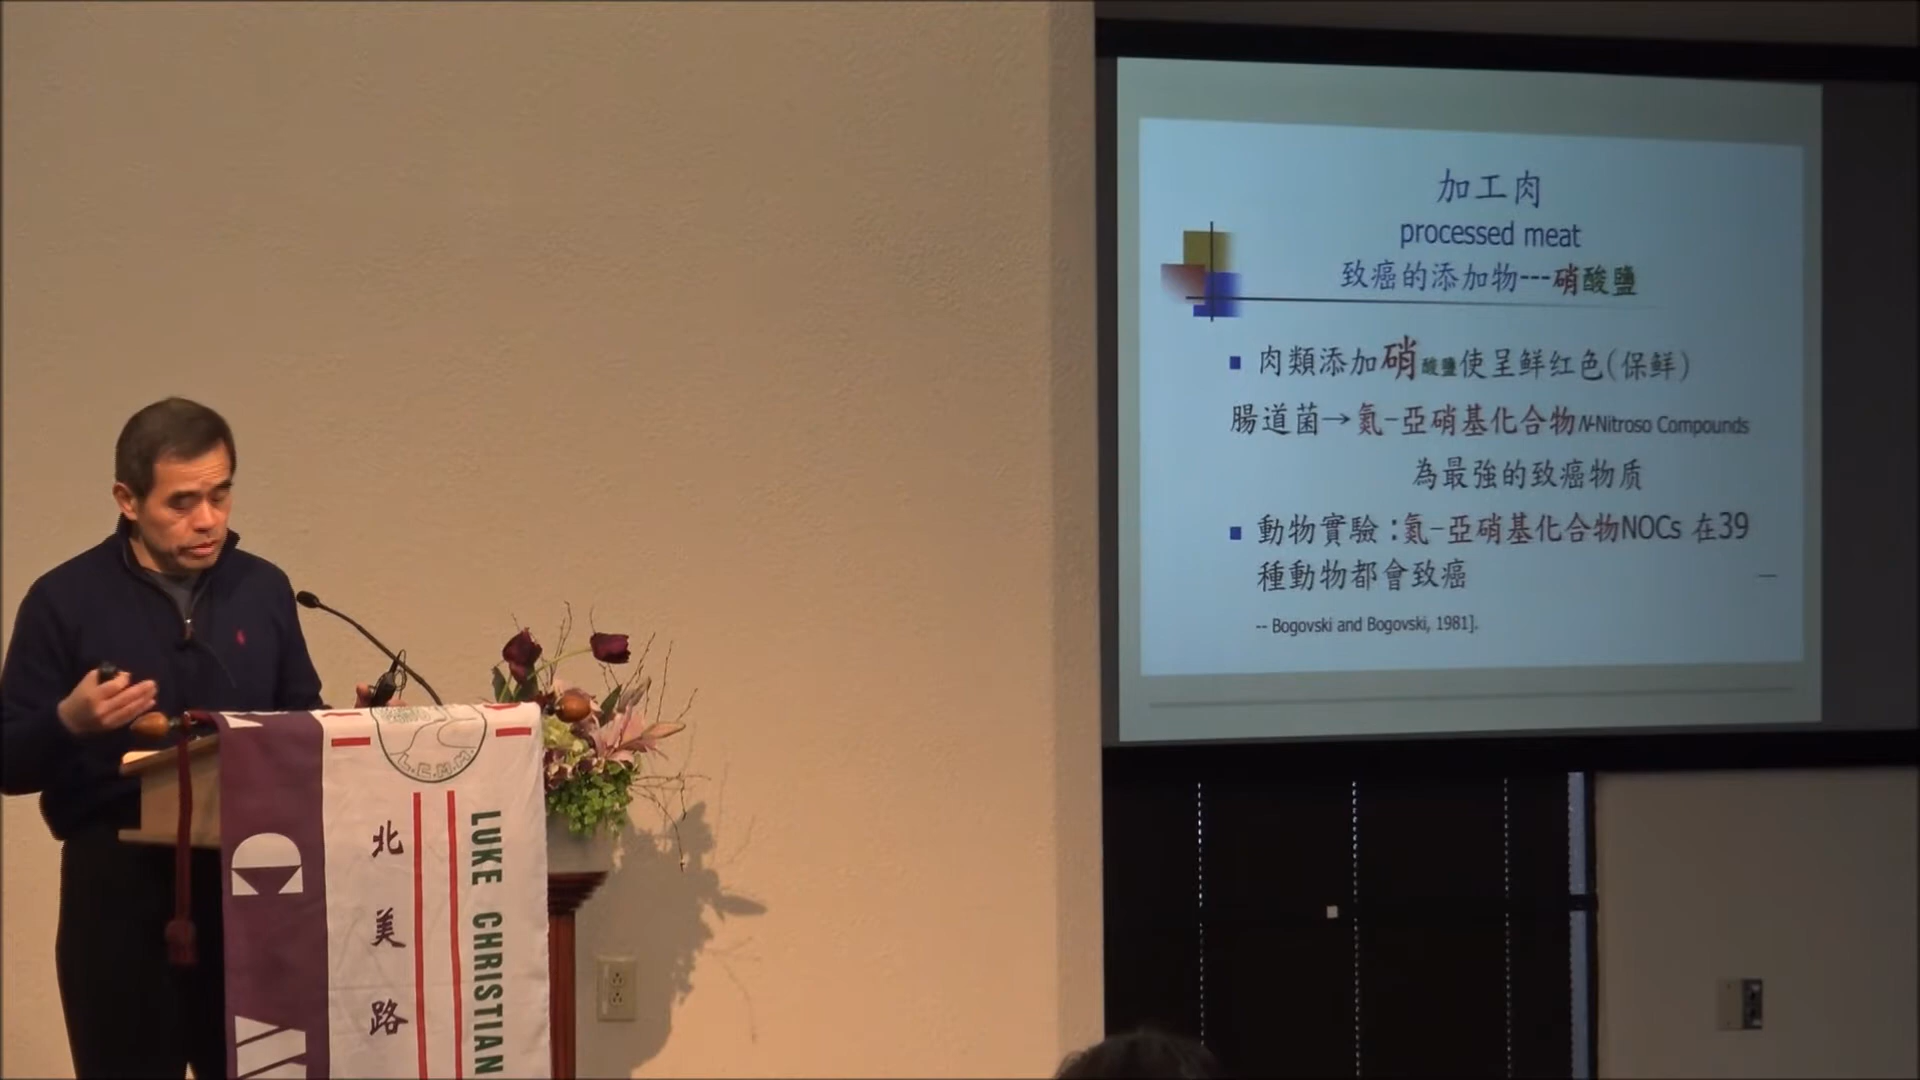 加工肉
processed meat
致癌的添加物---硝酸鹽
肉類添加硝酸鹽使呈鮮红色(保鮮)
腸道菌→氮-亞硝基化合物N-Nitroso Compounds
為最強的致癌物质
動物實驗:氮-亞硝基化合物NOCs 在39
種動物都會致癌
-- Bogovski and Bogovski, 1981].
L.C.M.M.
北美路
LUKE CHRISTIAN